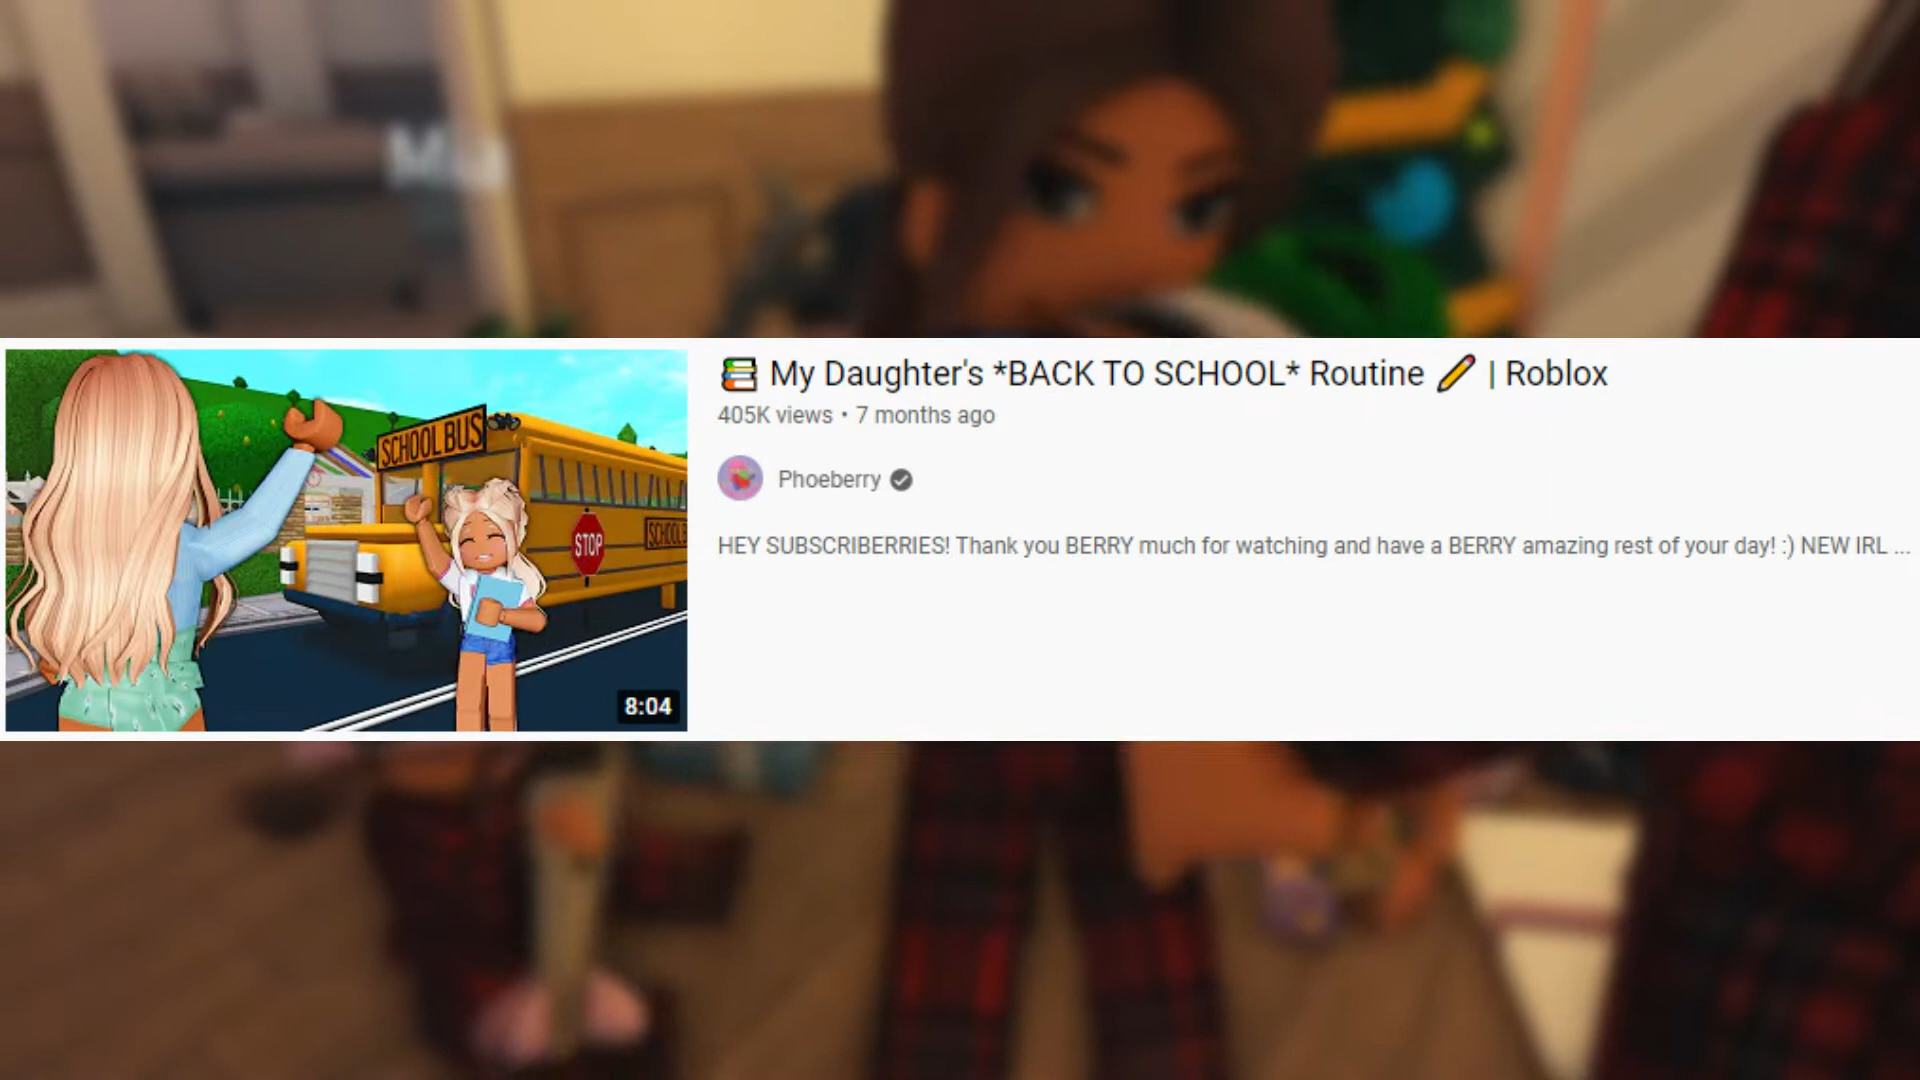 📚 My Daughter's *BACK TO SCHOOL* Routine ✏️ | Roblox
405K views • 7 months ago
Phoeberry
HEY SUBSCRIBERRIES! Thank you BERRY much for watching and have a BERRY amazing rest of your day! :) NEW IRL ...
SCHOOL BUS
STOP
SCHOOL B
8:04